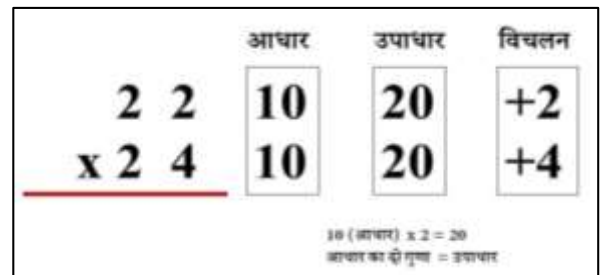 आधार उपाधार विचलन
2 2 10 20 +2
x 2 4 10 20 +4
10 (आधार) x 2 = 20
आधार का दो गुणा = उपाधार